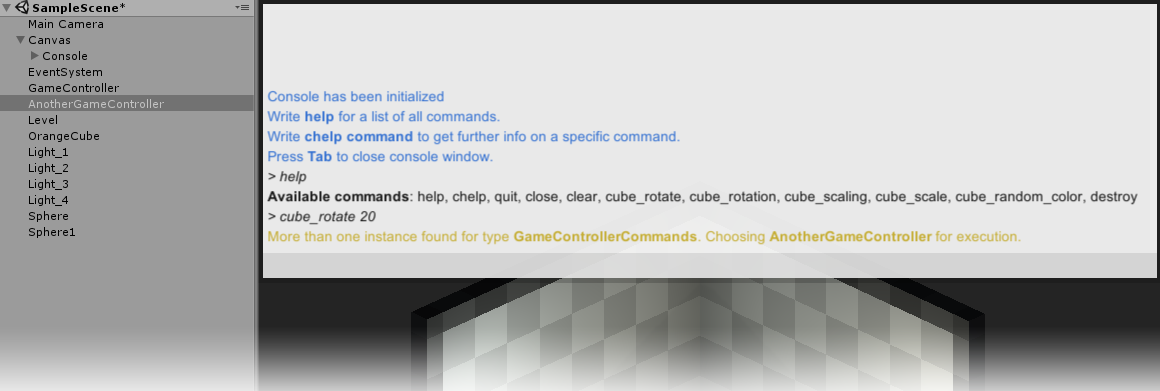 SampleScene*
Main Camera
Canvas
Console
EventSystem
GameController
AnotherGameController
Level
OrangeCube
Light_1
Light_2
Light_3
Light_4
Sphere
Sphere1
Console has been initialized
Write help for a list of all commands.
Write chelp command to get further info on a specific command.
Press Tab to close console window.
> help
Available commands: help, chelp, quit, close, clear, cube_rotate, cube_rotation, cube_scaling, cube_scale, cube_random_color, destroy
> cube_rotate 20
More than one instance found for type GameControllerCommands. Choosing AnotherGameController for execution.